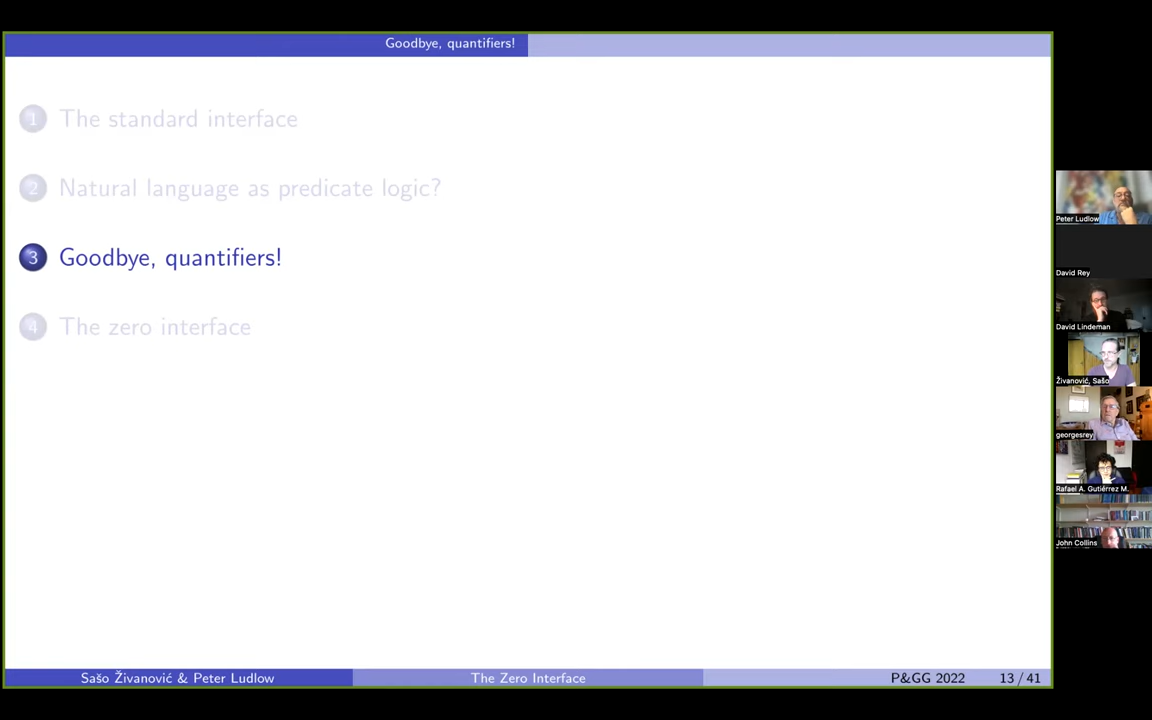 Goodbye, quantifiers!
1 The standard interface
2 Natural language as predicate logic?
3 Goodbye, quantifiers!
4 The zero interface
Sašo Živanović & Peter Ludlow The Zero Interface P&GG 2022 13 / 41
Peter Ludlow
David Rey
David Lindeman
Živanović, Sašo
georgesrey
Rafael A. Gutiérrez M.
John Collins